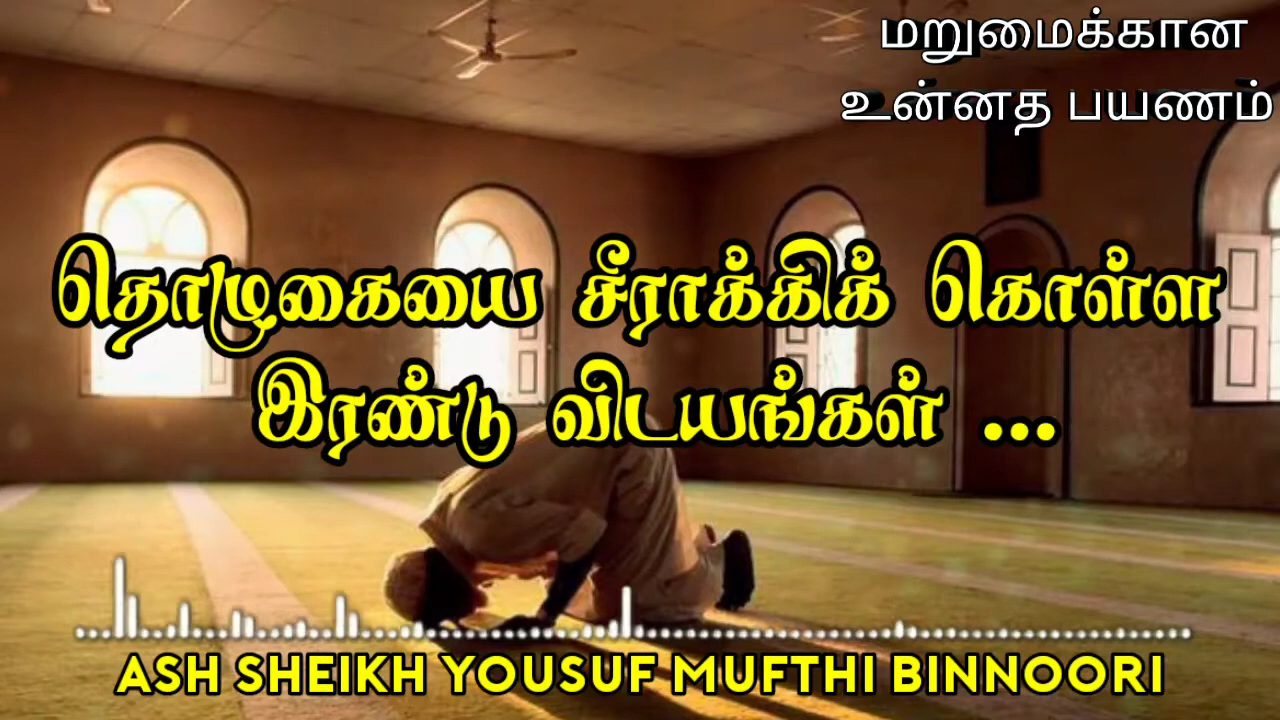 மறுமைக்கான
உன்னத பயணம்
தொழுகையை சீராக்கிக் கொள்ள
இரண்டு விடயங்கள் ...
ASH SHEIKH YOUSUF MUFTHI BINNOORI